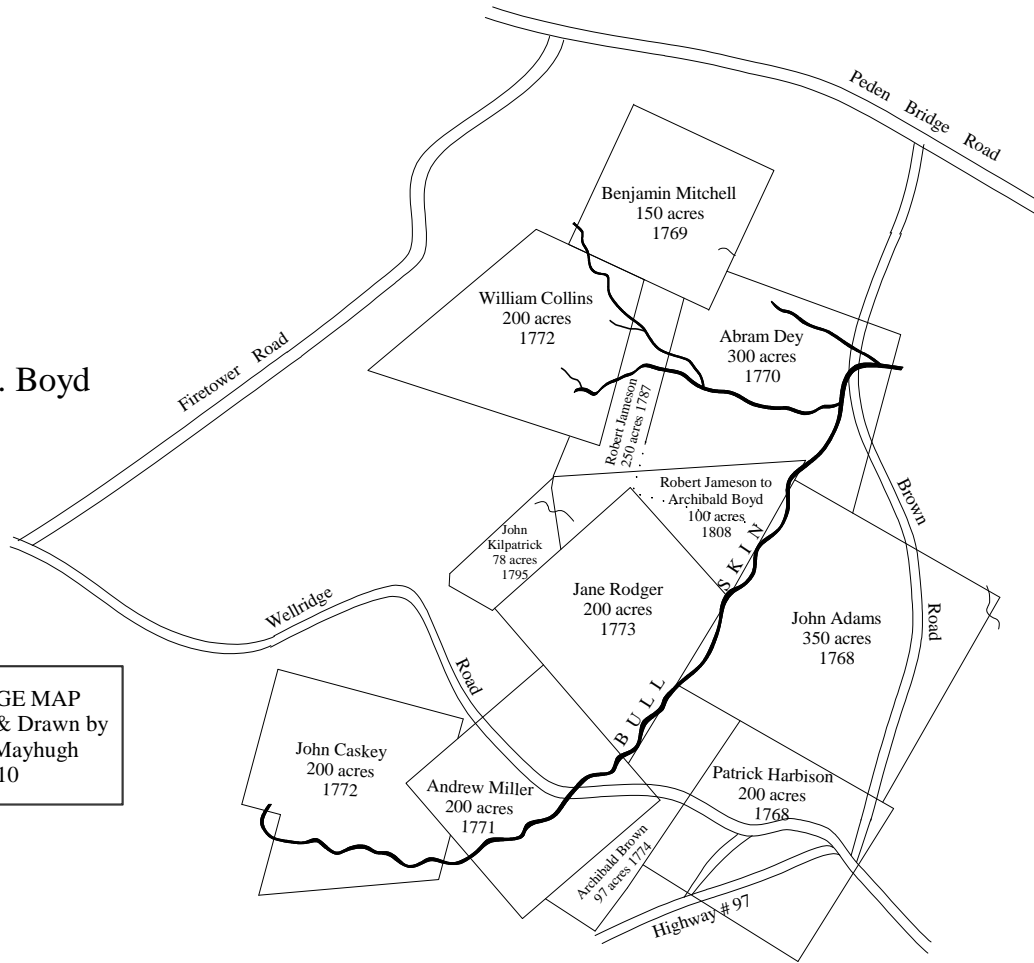 Peden Bridge Road
Benjamin Mitchell
150 acres
1769
William Collins
200 acres
1772
Abram Dey
300 acres
1770
Firetower Road
. Boyd
Robert Jameson
250 acres 1787
Robert Jameson to
Archibald Boyd
100 acres
1808
Brown Road
John
Kilpatrick
78 acres
1795
Jane Rodger
200 acres
1773
John Adams
350 acres
1768
Wellridge Road
BULL SKIN
GE MAP
& Drawn by
Mayhugh
10
John Caskey
200 acres
1772
Andrew Miller
200 acres
1771
Patrick Harbison
200 acres
1768
Archibald Brown
97 acres 1774
Highway # 97